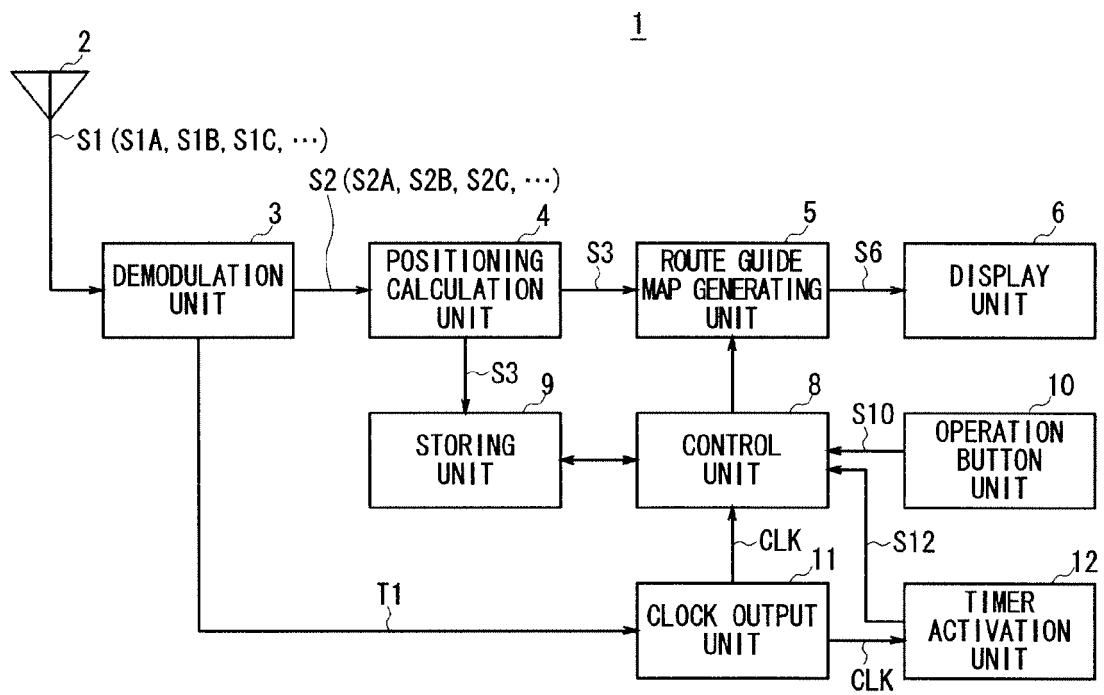 1
2
S1 (S1A, S1B, S1C, ···)
S2 (S2A, S2B, S2C, ···)
3
DEMODULATION
UNIT
4
POSITIONING
CALCULATION
UNIT
S3
5
ROUTE GUIDE
MAP GENERATING
UNIT
S6
6
DISPLAY
UNIT
S3
9
STORING
UNIT
8
CONTROL
UNIT
S10
10
OPERATION
BUTTON
UNIT
CLK
S12
T1
11
CLOCK OUTPUT
UNIT
CLK
12
TIMER
ACTIVATION
UNIT